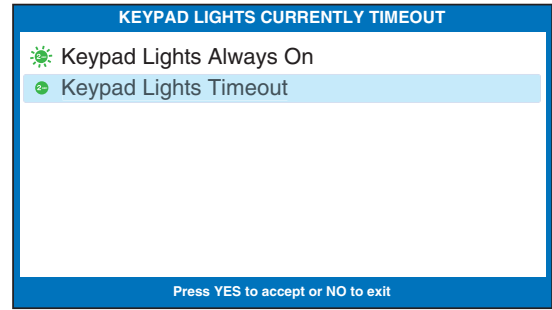 KEYPAD LIGHTS CURRENTLY TIMEOUT
Keypad Lights Always On
Keypad Lights Timeout
Press YES to accept or NO to exit